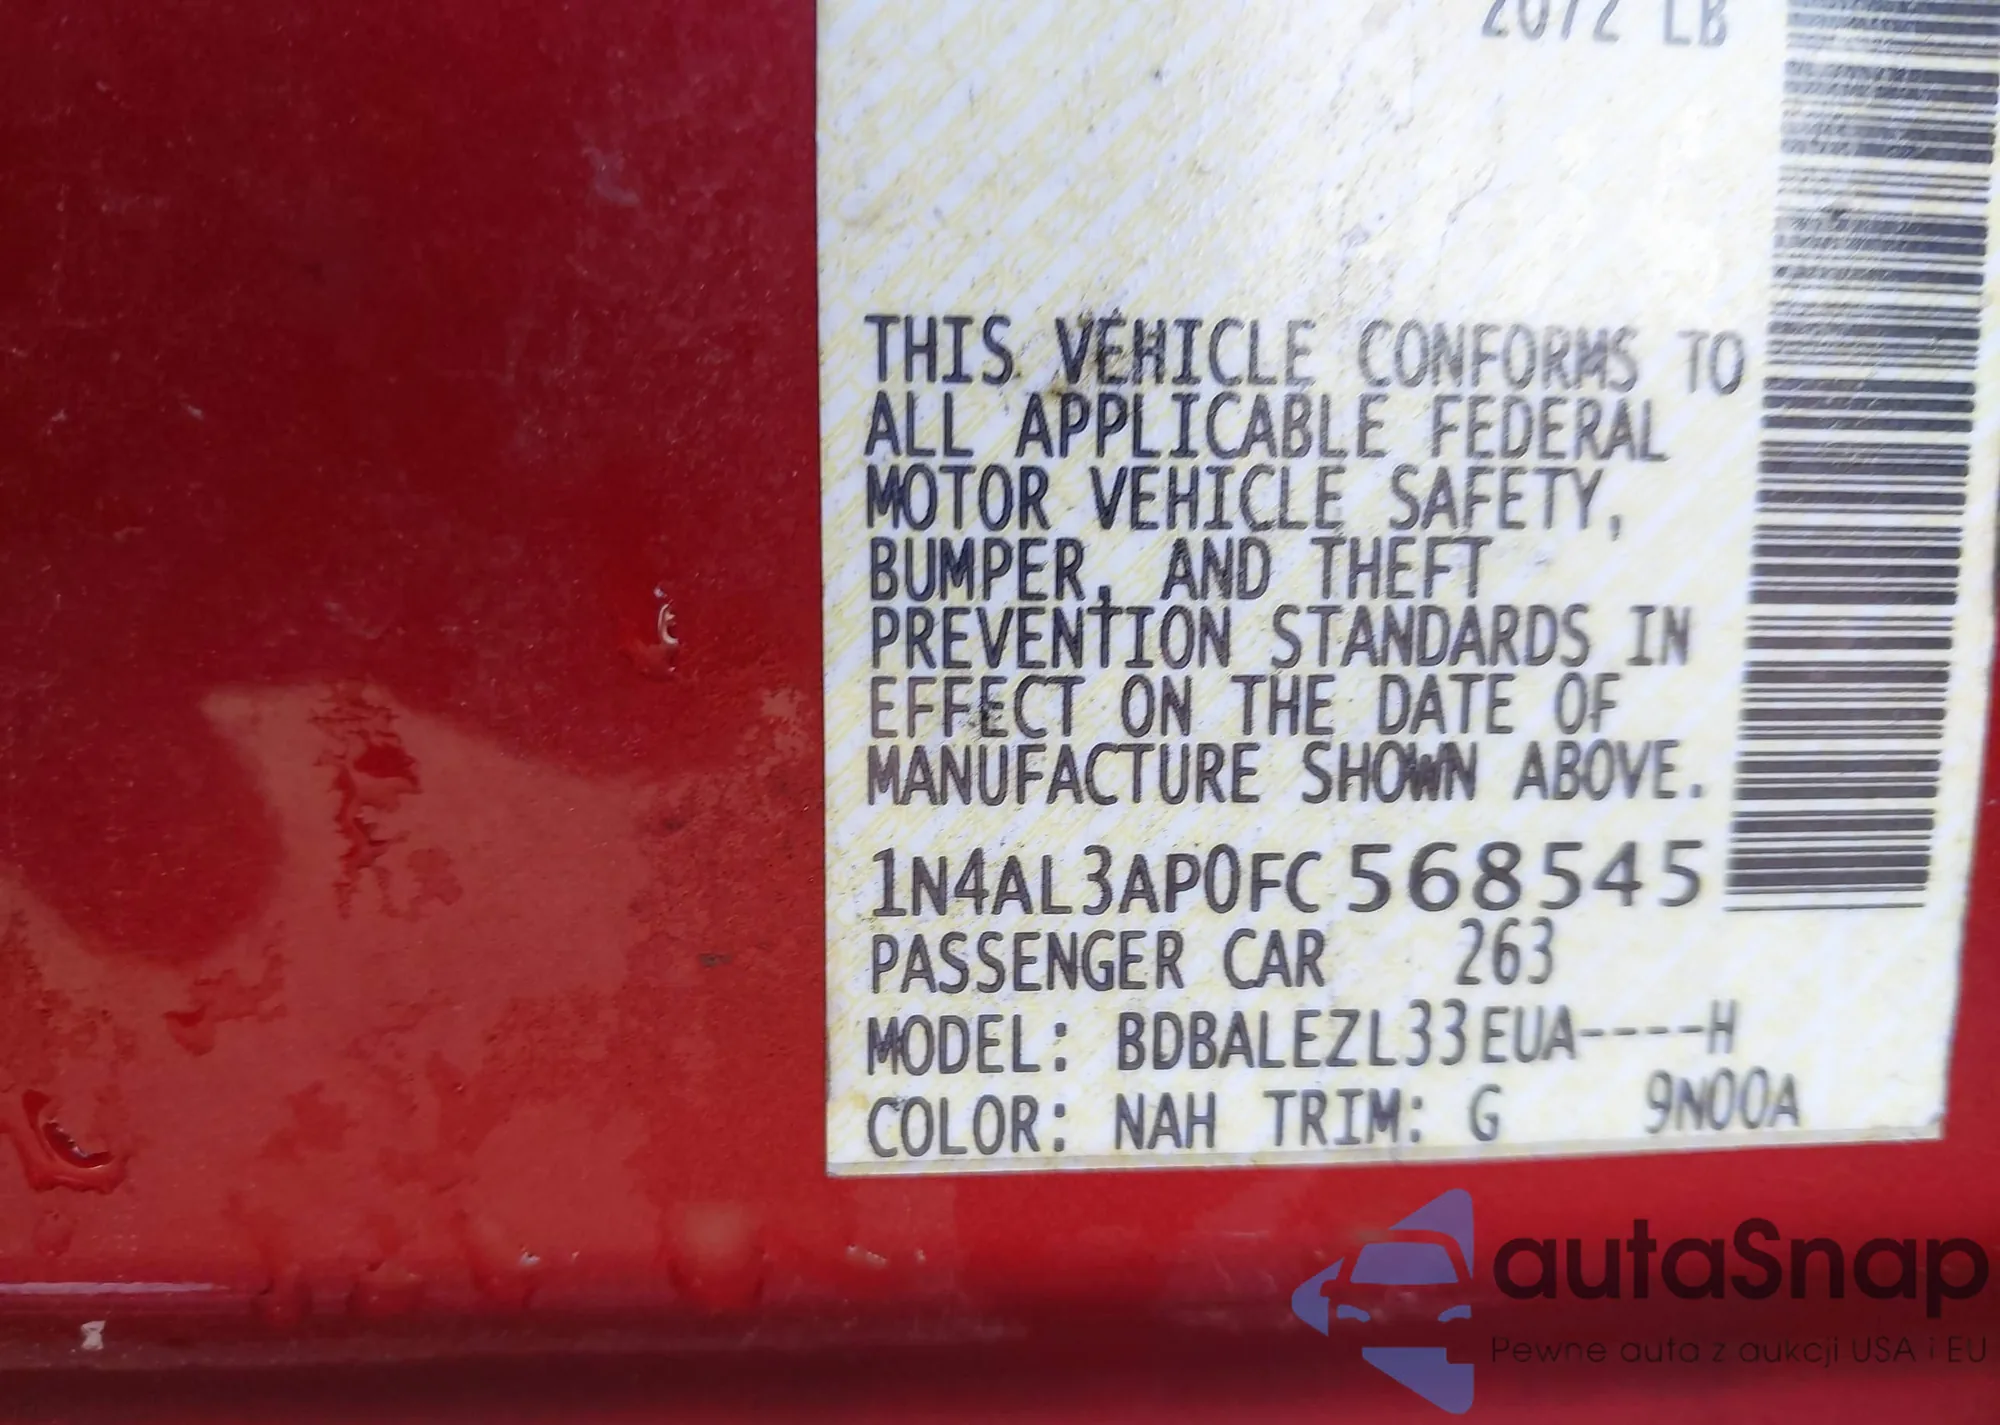 2072 LB
THIS VEHICLE CONFORMS TO
ALL APPLICABLE FEDERAL
MOTOR VEHICLE SAFETY,
BUMPER, AND THEFT
PREVENTION STANDARDS IN
EFFECT ON THE DATE OF
MANUFACTURE SHOWN ABOVE.
1N4AL3AP0FC568545
PASSENGER CAR 263
MODEL: BDBALEZL33EUA----H
COLOR: NAH TRIM: G 9N00A
autaSnap
Pewne auta z aukcji USA i EU